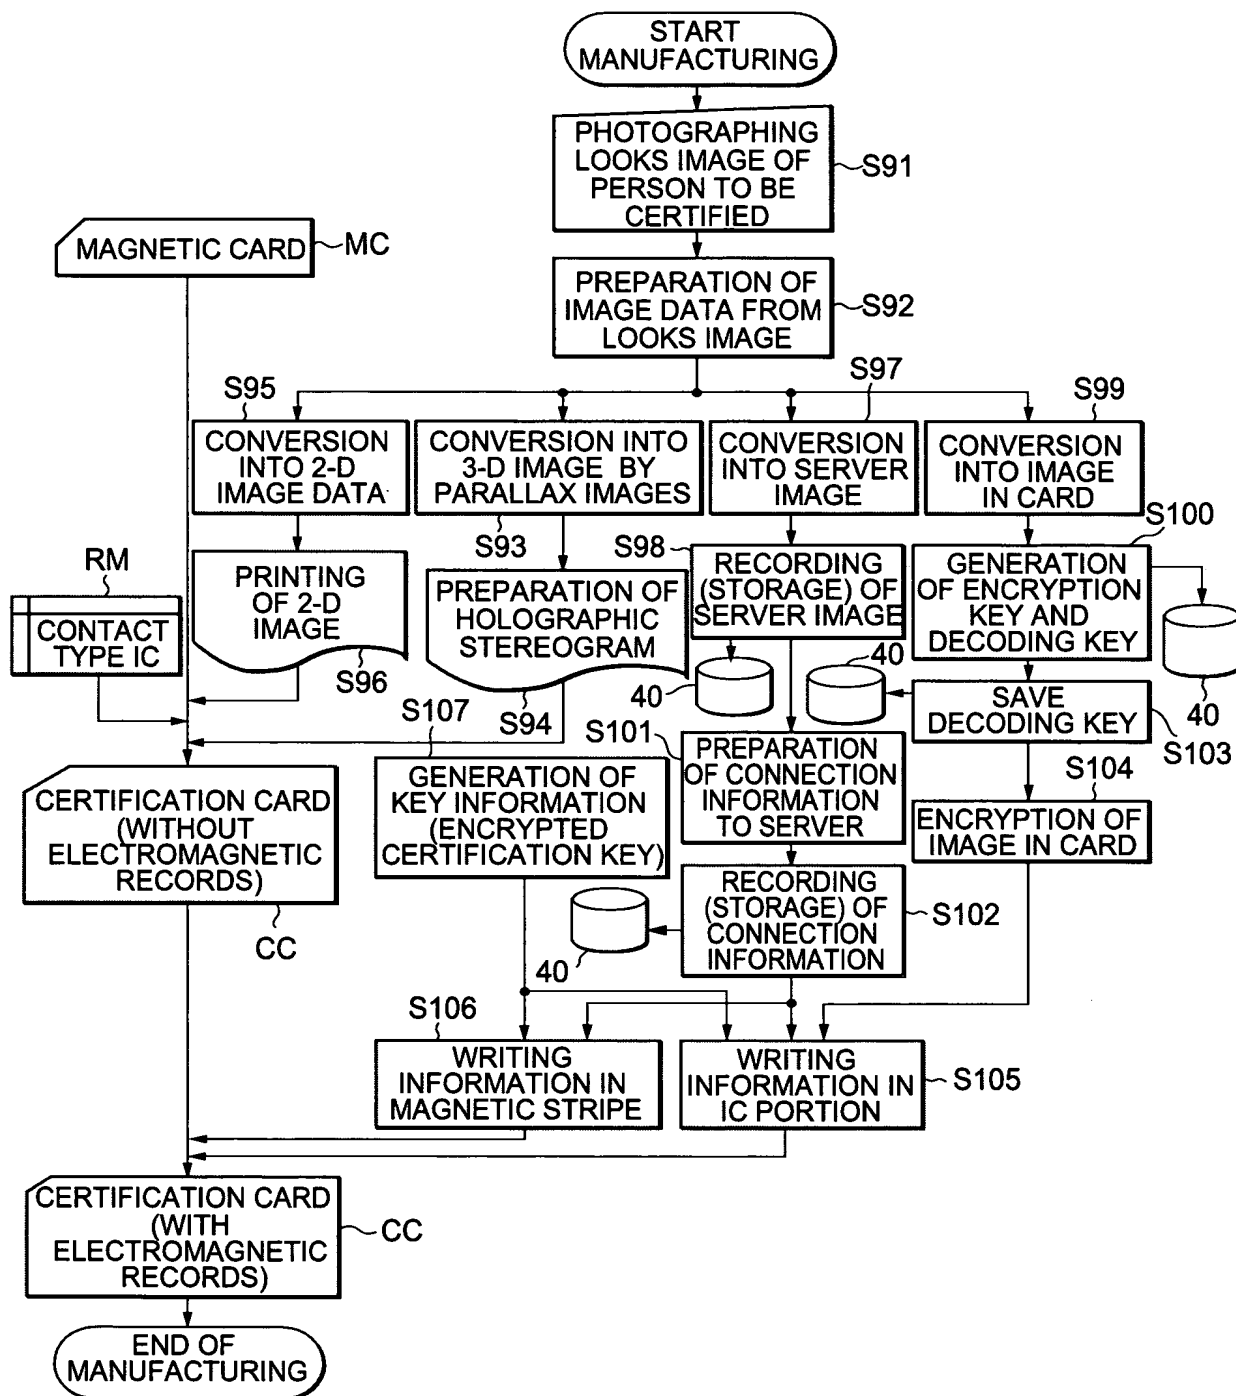 START
MANUFACTURING
PHOTOGRAPHING
LOOKS IMAGE OF
PERSON TO BE
CERTIFIED
S91
MAGNETIC CARD
MC
PREPARATION OF
IMAGE DATA FROM
LOOKS IMAGE
S92
S95
S97
S99
CONVERSION
INTO 2-D
IMAGE DATA
CONVERSION INTO
3-D IMAGE BY
PARALLAX IMAGES
CONVERSION
INTO SERVER
IMAGE
CONVERSION
INTO IMAGE
IN CARD
S93
S98
S100
RM
CONTACT
TYPE IC
PRINTING
OF 2-D
IMAGE
S96
PREPARATION OF
HOLOGRAPHIC
STEREOGRAM
S94
RECORDING
(STORAGE) OF
SERVER IMAGE
40
GENERATION
OF ENCRYPTION
KEY AND
DECODING KEY
40
40
SAVE
DECODING KEY
S103
S107
S101
S104
CERTIFICATION CARD
(WITHOUT
ELECTROMAGNETIC
RECORDS)
CC
GENERATION OF
KEY INFORMATION
(ENCRYPTED
CERTIFICATION KEY)
PREPARATION
OF CONNECTION
INFORMATION
TO SERVER
ENCRYPTION OF
IMAGE IN CARD
40
RECORDING
(STORAGE) OF
CONNECTION
INFORMATION
S102
S106
WRITING
INFORMATION IN
MAGNETIC STRIPE
WRITING
INFORMATION IN
IC PORTION
S105
CERTIFICATION CARD
(WITH
ELECTROMAGNETIC
RECORDS)
CC
END OF
MANUFACTURING